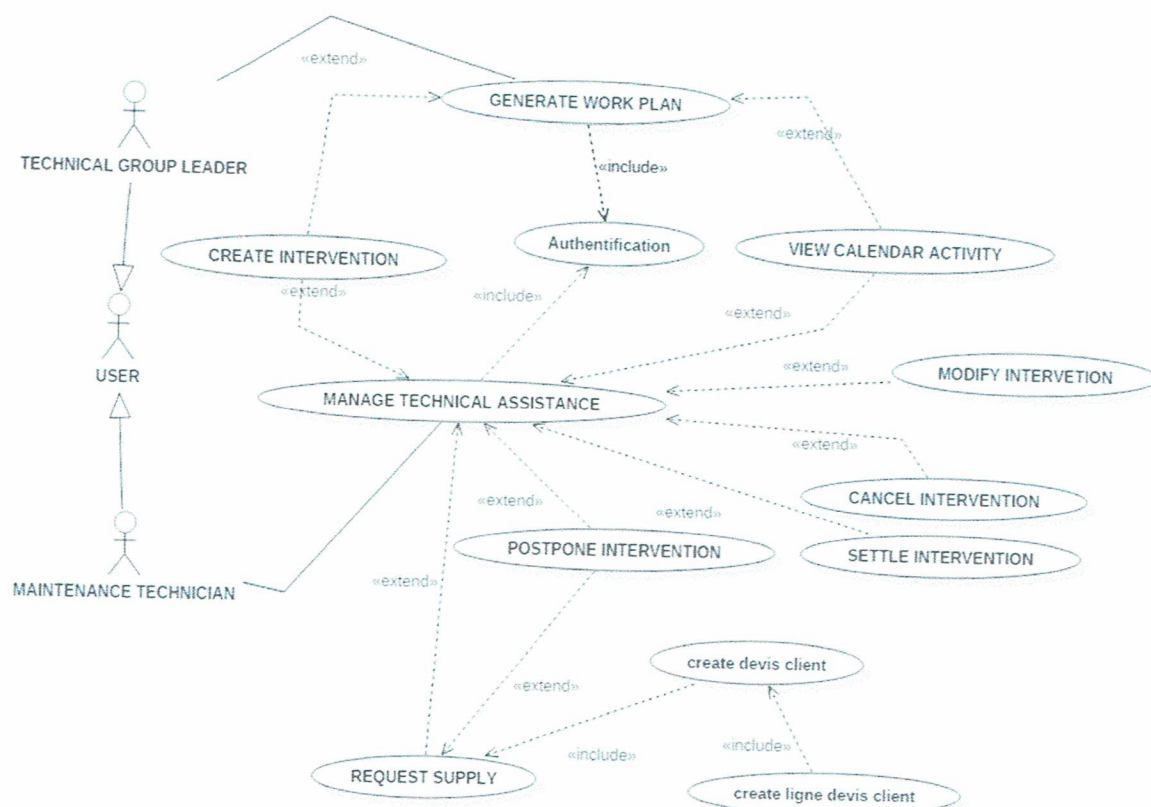 «extend»
GENERATE WORK PLAN
«extend»
TECHNICAL GROUP LEADER
«include»
CREATE INTERVENTION
Authentification
VIEW CALENDAR ACTIVITY
«extend»
«include»
«extend»
USER
«extend»
MODIFY INTERVETION
MANAGE TECHNICAL ASSISTANCE
«extend»
«extend»
CANCEL INTERVENTION
«extend»
POSTPONE INTERVENTION
SETTLE INTERVENTION
«extend»
MAINTENANCE TECHNICIAN
create devis client
«extend»
«include»
«include»
REQUEST SUPPLY
create ligne devis client